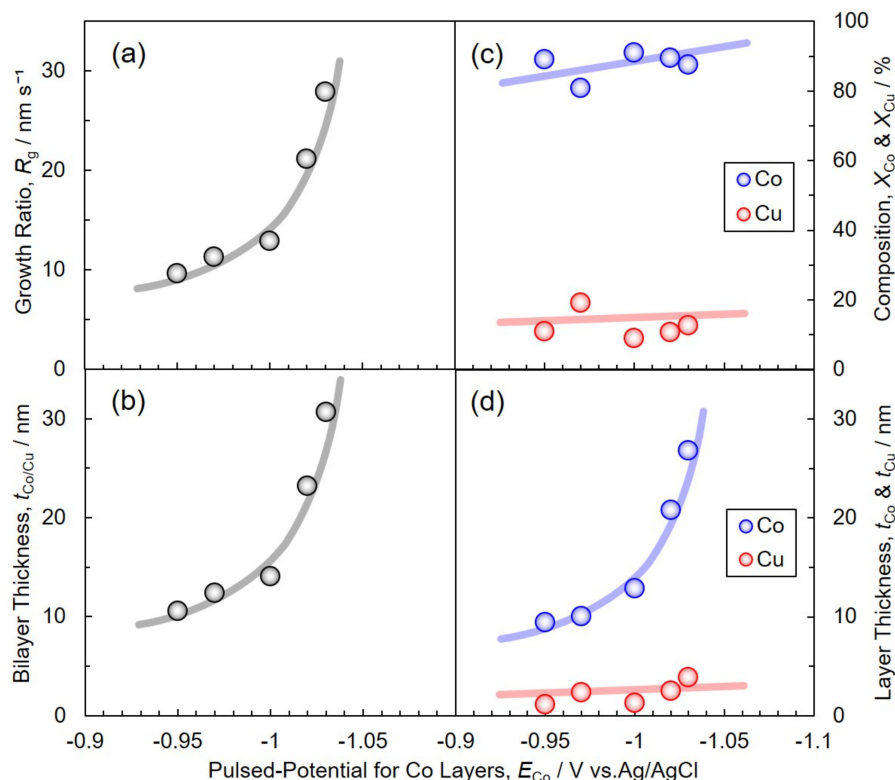 (a)
Growth Ratio, Rg / nm s⁻¹
30
20
10
0
(c)
Co
Cu
Composition, XCo & XCu / %
100
80
60
40
20
0
(b)
Bilayer Thickness, tCo/Cu / nm
30
20
10
0
(d)
Co
Cu
Layer Thickness, tCo & tCu / nm
30
20
10
0
-0.9
-0.95
-1
-1.05
-0.9
-0.95
-1
-1.05
-1.1
Pulsed-Potential for Co Layers, ECo / V vs.Ag/AgCl